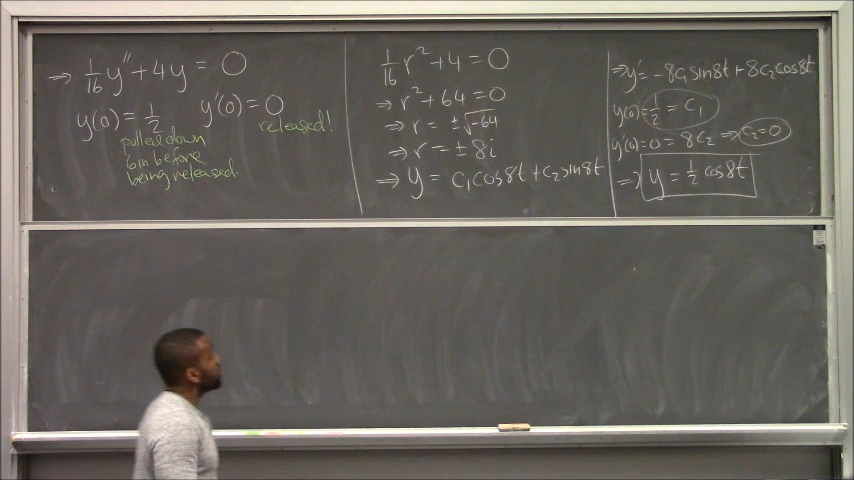 ⇒ 1/16 y'' + 4y = 0
y(0) = 1/2   y'(0) = 0
pulled down
6 in before
being released.
released!
1/16 r² + 4 = 0
⇒ r² + 64 = 0
⇒ r = ±√-64
⇒ r = ±8i
⇒ y = c₁cos8t + c₂sin8t
⇒ y' = -8c₁sin8t + 8c₂cos8t
y(0) = 1/2 = c₁
y'(0) = 0 = 8c₂ ⇒ c₂ = 0
⇒ y = 1/2 cos8t